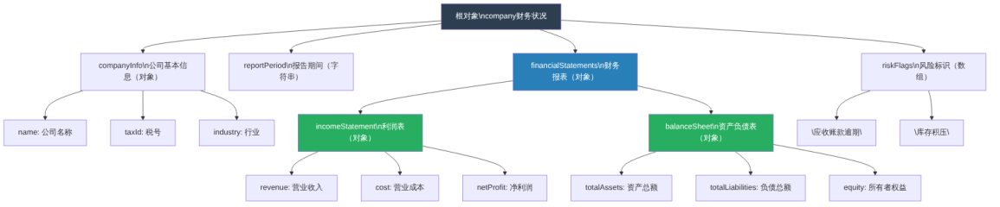 根对象\ncompany财务状况
companyInfo\n公司基本信
息（对象）
reportPeriod\n报告期间（字
符串）
financialStatements\n财务
报表（对象）
riskFlags\n风险标识（数
组）
name: 公司名称
taxId: 税号
industry: 行业
incomeStatement\n利润表
（对象）
balanceSheet\n资产负债表
（对象）
\应收账款逾期\
\库存积压\
revenue: 营业收入
cost: 营业成本
netProfit: 净利润
totalAssets: 资产总额
totalLiabilities: 负债总额
equity: 所有者权益